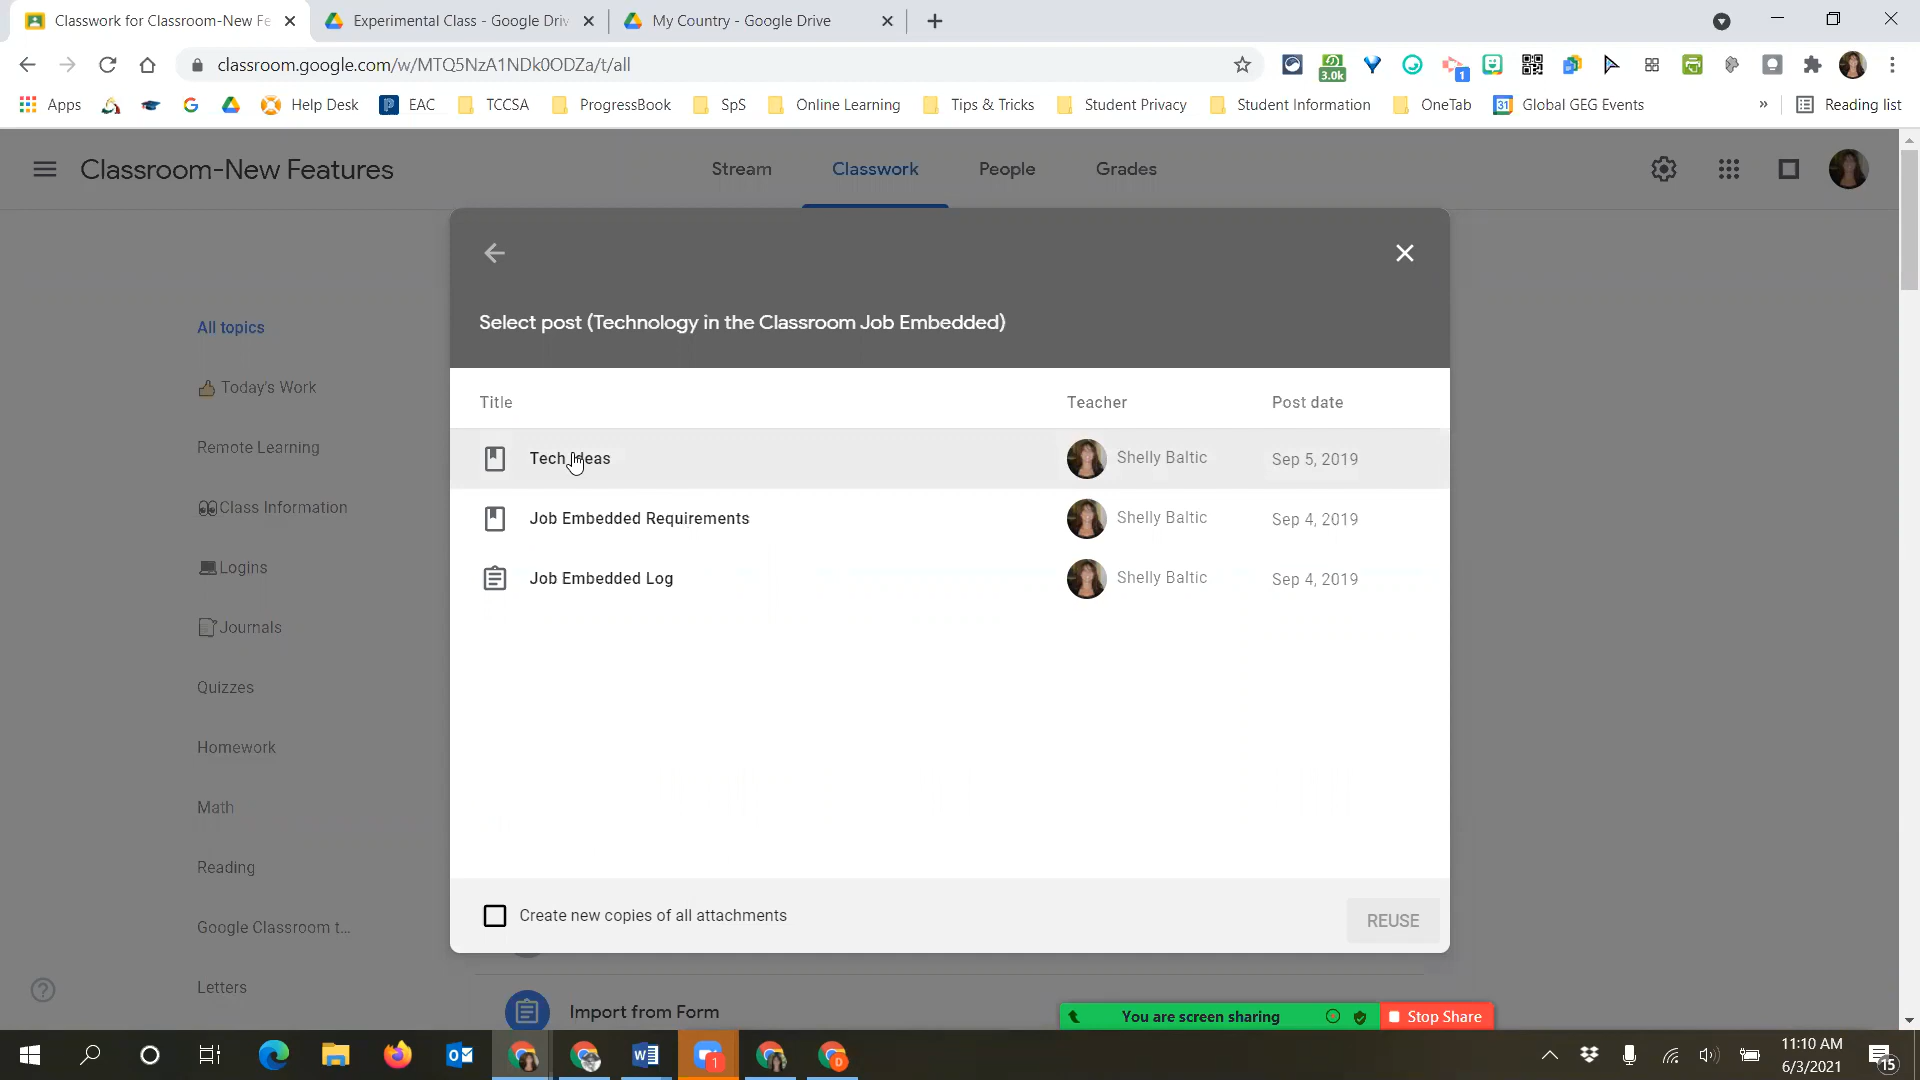 Classwork for Classroom-New Fe
Experimental Class - Google Driv
My Country - Google Drive
classroom.google.com/w/MTQ5NzA1NDk0ODZa/t/all
3.0k
1
Apps
Help Desk
EAC
TCCSA
ProgressBook
SpS
Online Learning
Tips & Tricks
Student Privacy
Student Information
OneTab
31
Global GEG Events
»
Reading list
Classroom-New Features
Stream
Classwork
People
Grades
Select post (Technology in the Classroom Job Embedded)
All topics
Today's Work
Remote Learning
Class Information
Logins
Journals
Quizzes
Homework
Math
Reading
Google Classroom t...
Letters
Title
Teacher
Post date
Tech Ideas
Shelly Baltic
Sep 5, 2019
Job Embedded Requirements
Shelly Baltic
Sep 4, 2019
Job Embedded Log
Shelly Baltic
Sep 4, 2019
Create new copies of all attachments
REUSE
Import from Form
You are screen sharing
Stop Share
1
11:10 AM
6/3/2021
15